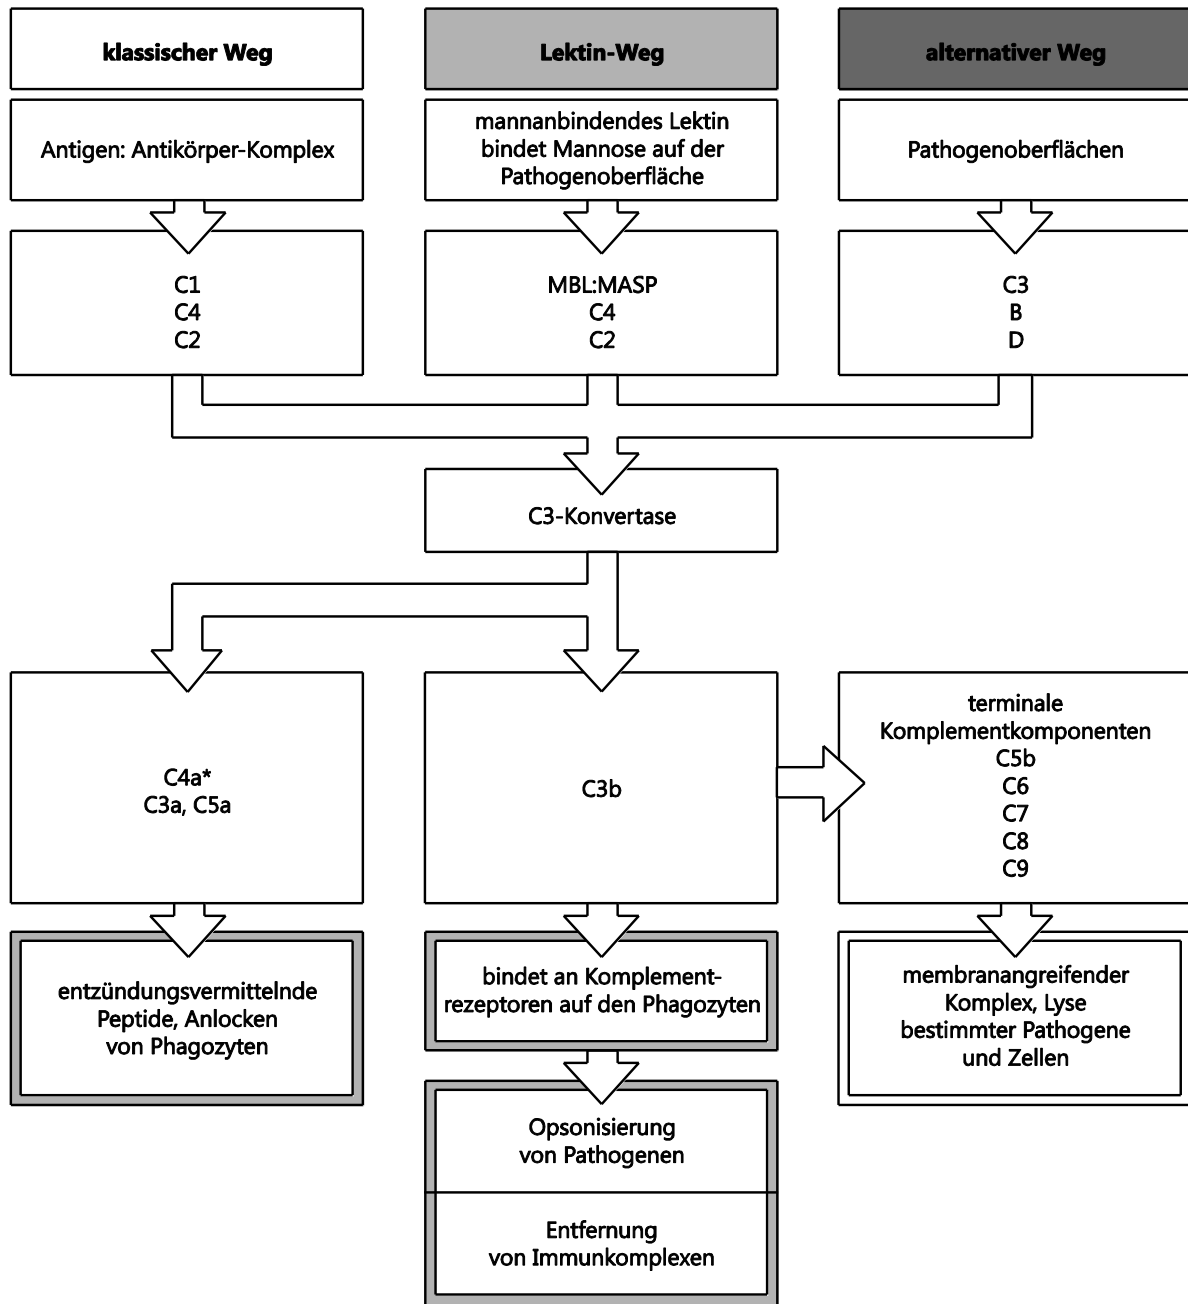 klassischer Weg
Lektin-Weg
alternativer Weg
Antigen: Antikörper-Komplex
mannanbindendes Lektin
bindet Mannose auf der
Pathogenoberfläche
Pathogenoberflächen
C1
C4
C2
MBL:MASP
C4
C2
C3
B
D
C3-Konvertase
C4a*
C3a, C5a
C3b
terminale
Komplementkomponenten
C5b
C6
C7
C8
C9
entzündungsvermittelnde
Peptide, Anlocken
von Phagozyten
bindet an Komplement-
rezeptoren auf den Phagozyten
membranangreifender
Komplex, Lyse
bestimmter Pathogene
und Zellen
Opsonisierung
von Pathogenen
Entfernung
von Immunkomplexen